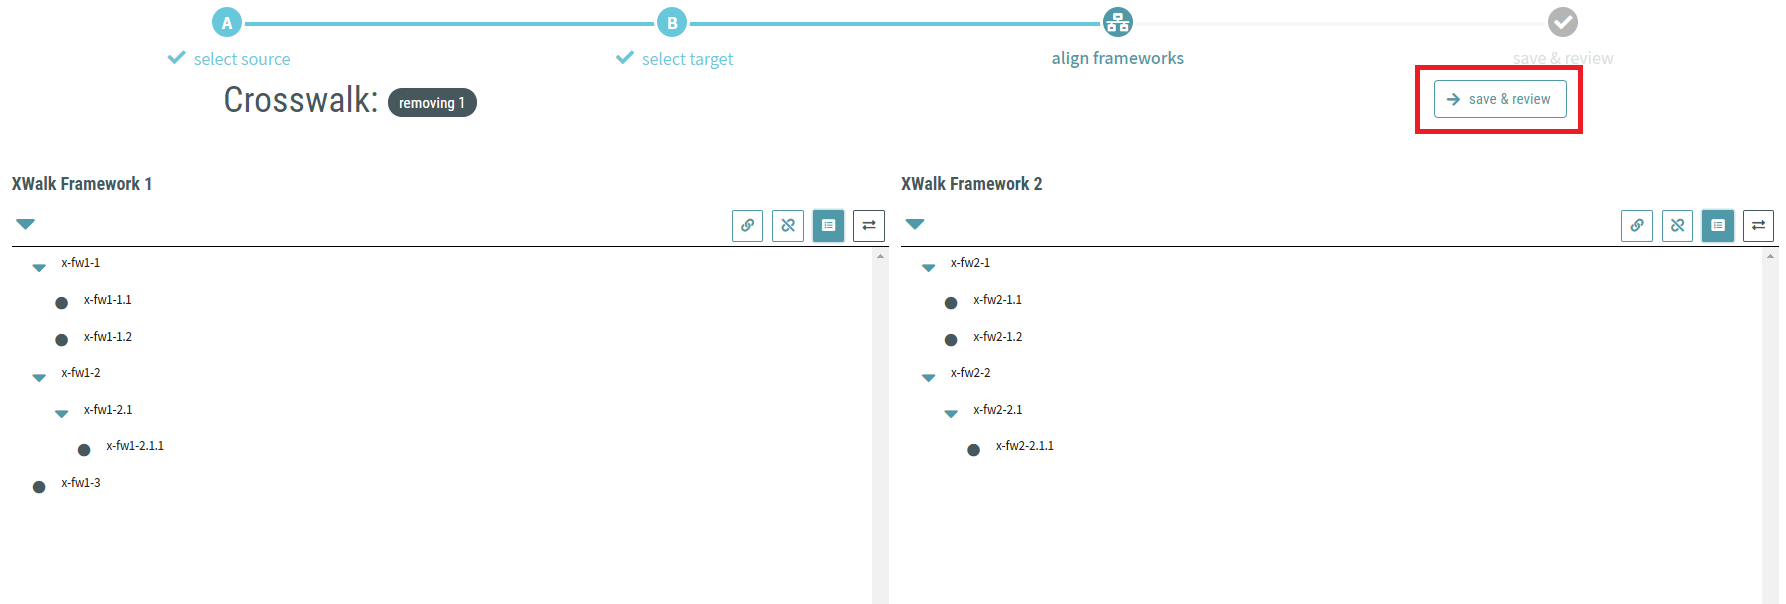 A
B
select source
select target
align frameworks
save & review
Crosswalk: removing 1
save & review
XWalk Framework 1
x-fw1-1
x-fw1-1.1
x-fw1-1.2
x-fw1-2
x-fw1-2.1
x-fw1-2.1.1
x-fw1-3
XWalk Framework 2
x-fw2-1
x-fw2-1.1
x-fw2-1.2
x-fw2-2
x-fw2-2.1
x-fw2-2.1.1